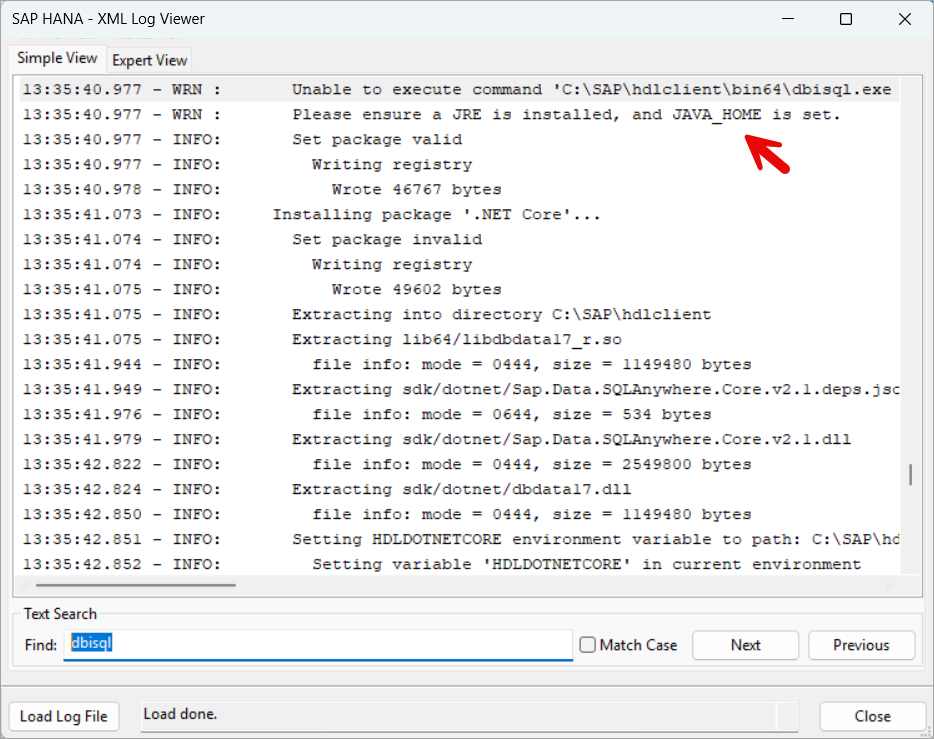 SAP HANA - XML Log Viewer
Simple View
Expert View
13:35:40.977 - WRN : Unable to execute command 'C:\SAP\hdlclient\bin64\dbisql.exe
13:35:40.977 - WRN : Please ensure a JRE is installed, and JAVA_HOME is set.
13:35:40.977 - INFO: Set package valid
13:35:40.977 - INFO: Writing registry
13:35:40.978 - INFO: Wrote 46767 bytes
13:35:41.073 - INFO: Installing package '.NET Core'...
13:35:41.074 - INFO: Set package invalid
13:35:41.074 - INFO: Writing registry
13:35:41.075 - INFO: Wrote 49602 bytes
13:35:41.075 - INFO: Extracting into directory C:\SAP\hdlclient
13:35:41.075 - INFO: Extracting lib64/libdbdata17_r.so
13:35:41.944 - INFO: file info: mode = 0444, size = 1149480 bytes
13:35:41.949 - INFO: Extracting sdk/dotnet/Sap.Data.SQLAnywhere.Core.v2.1.deps.jsc
13:35:41.976 - INFO: file info: mode = 0644, size = 534 bytes
13:35:41.979 - INFO: Extracting sdk/dotnet/Sap.Data.SQLAnywhere.Core.v2.1.dll
13:35:42.822 - INFO: file info: mode = 0444, size = 2549800 bytes
13:35:42.824 - INFO: Extracting sdk/dotnet/dbdata17.dll
13:35:42.850 - INFO: file info: mode = 0444, size = 1149480 bytes
13:35:42.851 - INFO: Setting HDLDOTNETCORE environment variable to path: C:\SAP\hd
13:35:42.852 - INFO: Setting variable 'HDLDOTNETCORE' in current environment
Text Search
Find: dbisql
Match Case
Next
Previous
Load Log File
Load done.
Close